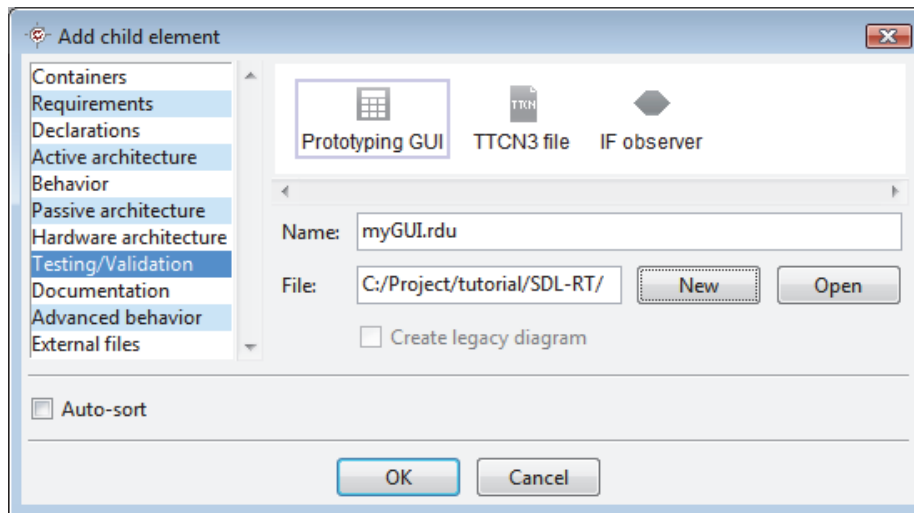 Add child element
Containers
Requirements
Declarations
Active architecture
Behavior
Passive architecture
Hardware architecture
Testing/Validation
Documentation
Advanced behavior
External files
TTCN
Prototyping GUI TTCN3 file IF observer
Name: myGUI.rdu
File: C:/Project/tutorial/SDL-RT/ New Open
Create legacy diagram
Auto-sort
OK Cancel